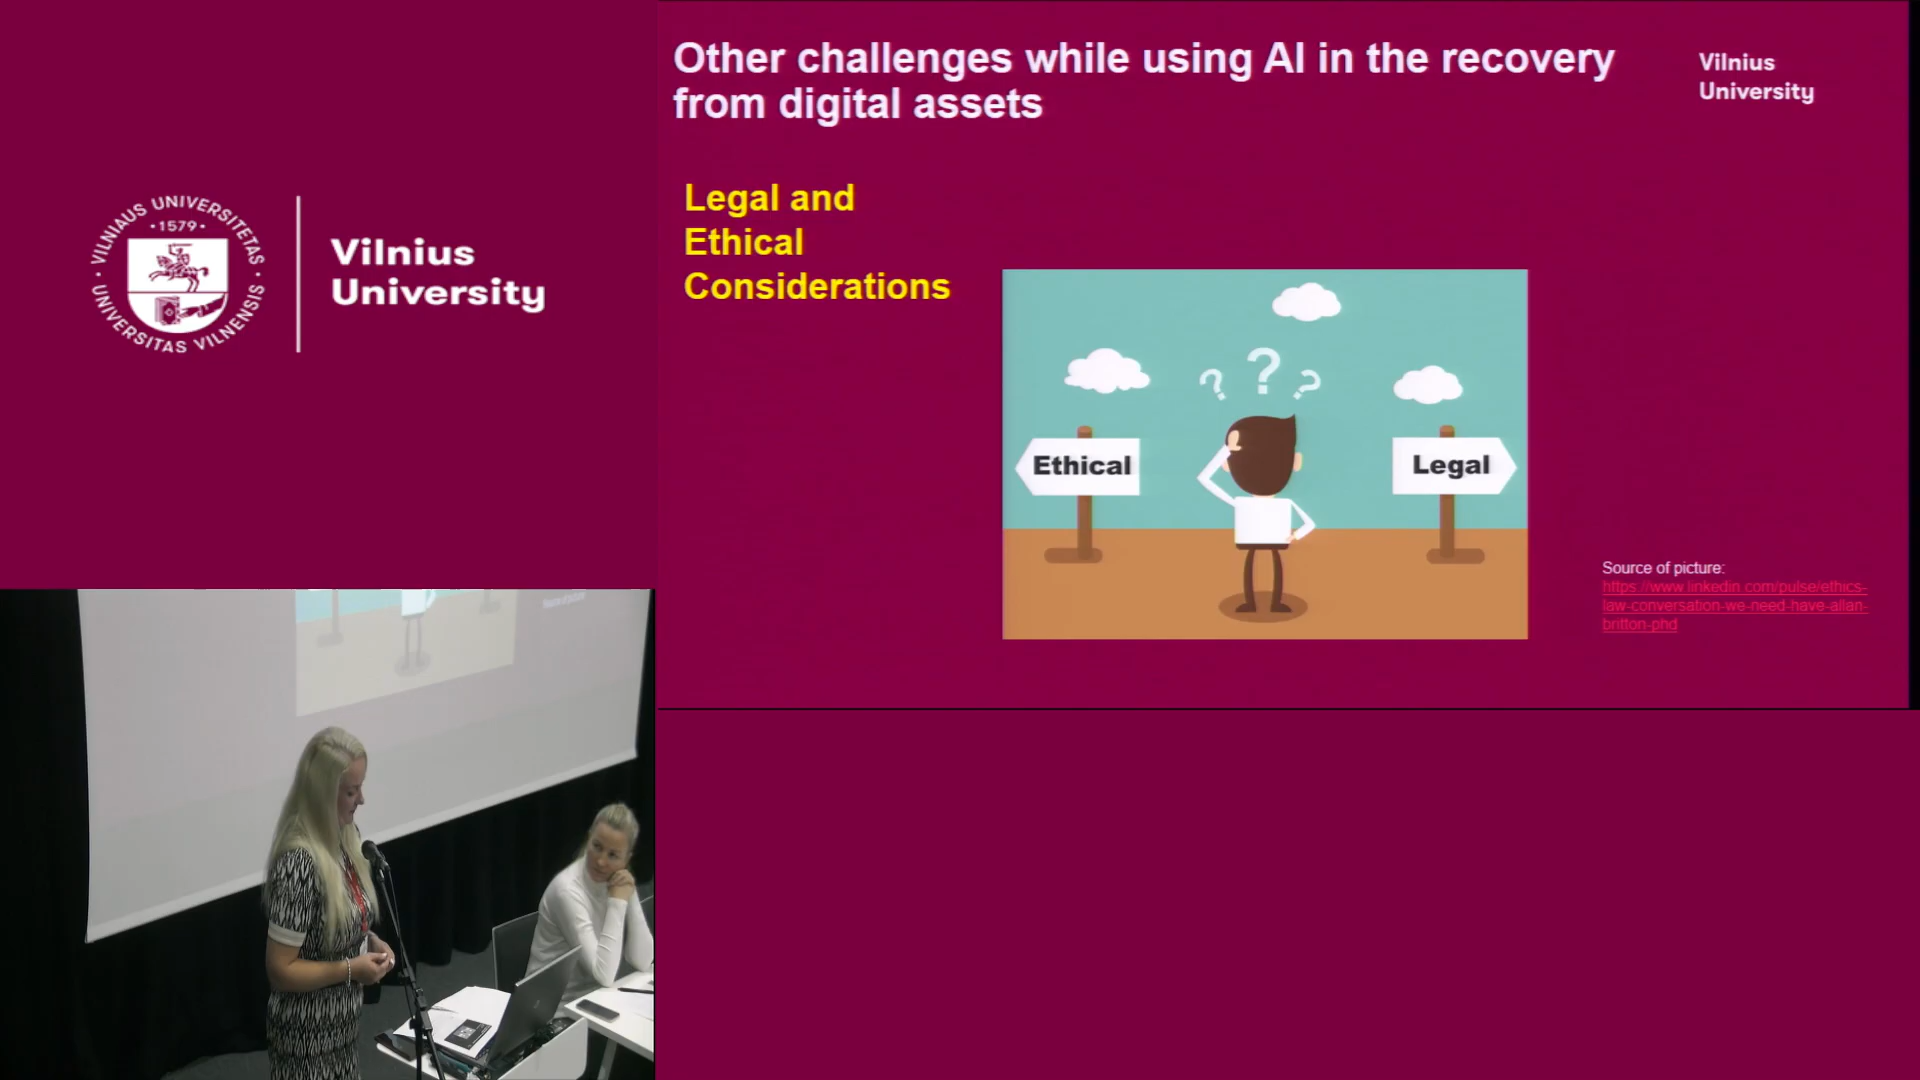 VILNIAUS UNIVERSITETAS
• 1579 •
UNIVERSITAS VILNENSIS
Vilnius
University
Other challenges while using AI in the recovery
from digital assets
Vilnius
University
Legal and
Ethical
Considerations
? ? ?
Ethical
Legal
Source of picture:
https://www.linkedin.com/pulse/ethics-
law-conversation-we-need-have-allan-
britton-phd